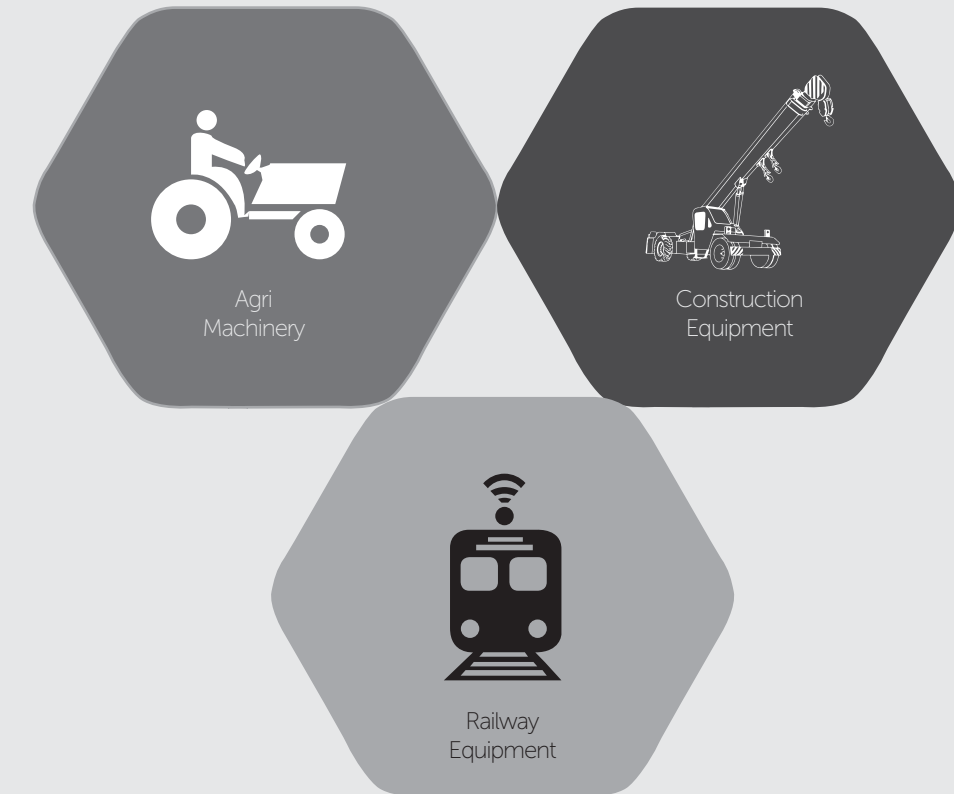 Agri
Machinery
Construction
Equipment
Railway
Equipment